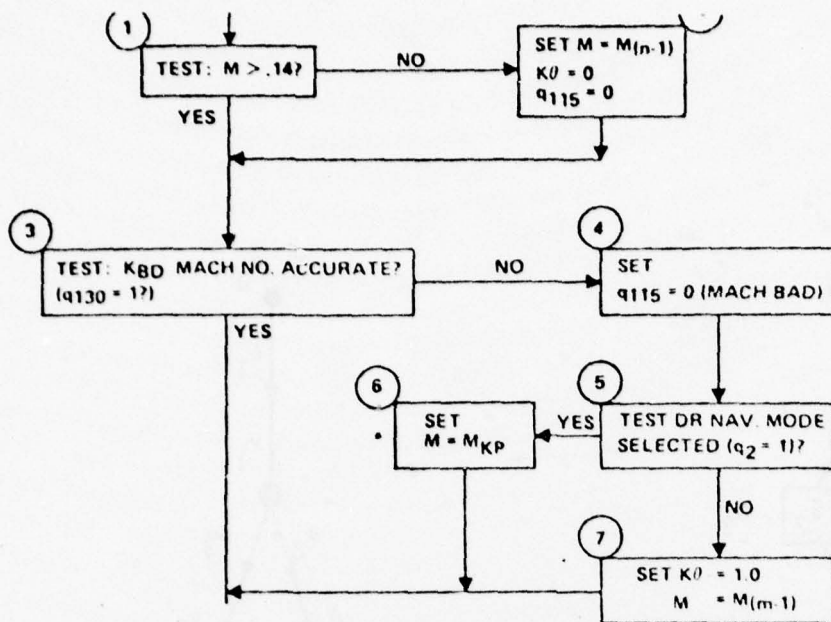 1
TEST: M > .14?
NO
SET M = M(n-1)
Kθ = 0
q115 = 0
YES
3
TEST: KBD MACH NO. ACCURATE?
(q130 = 1?)
NO
4
SET
q115 = 0 (MACH BAD)
YES
6
SET
M = MKP
YES
5
TEST DR NAV. MODE
SELECTED (q2 = 1)?
NO
7
SET Kθ = 1.0
M = M(m-1)